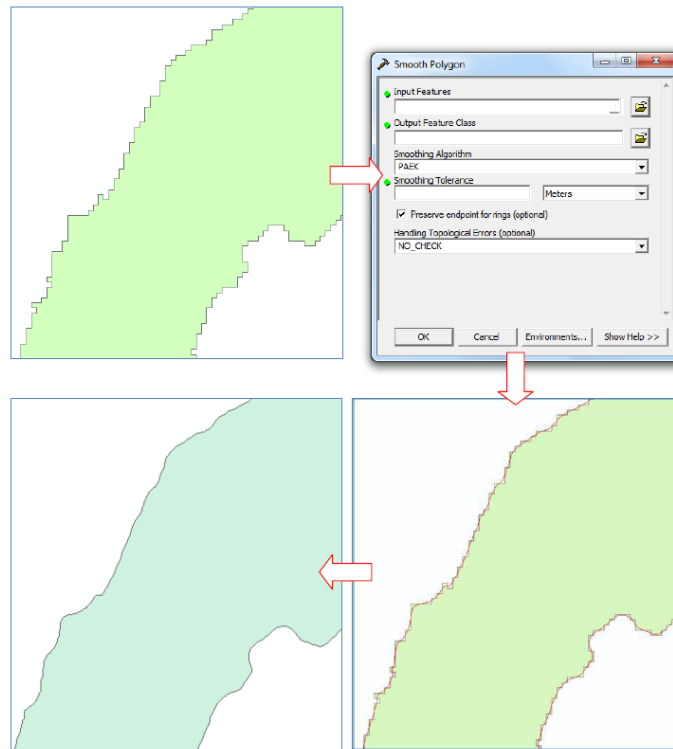 Smooth Polygon
Input Features
Output Feature Class
Smoothing Algorithm
PAEK
Smoothing Tolerance
Meters
Preserve endpoint for rings (optional)
Handling Topological Errors (optional)
NO_CHECK
OK Cancel Environments... Show Help >>